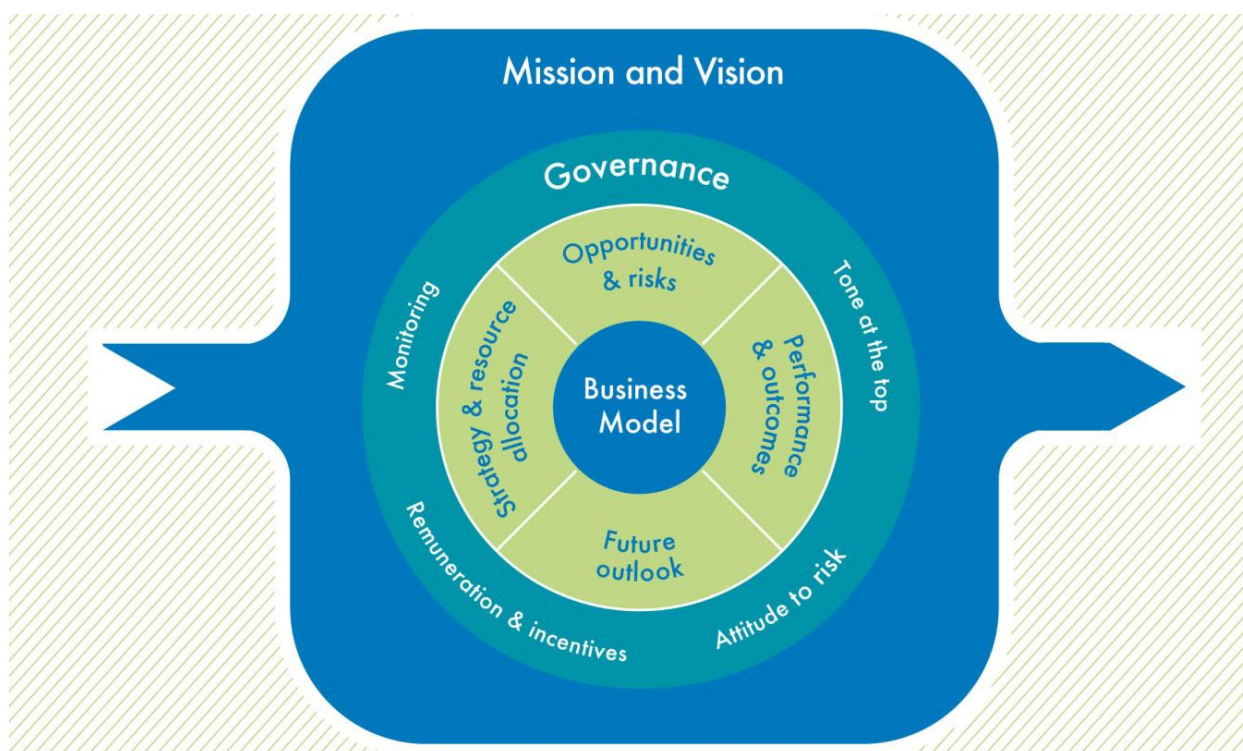 Mission and Vision
Governance
Opportunities
& risks
Monitoring
Tone at the top
Strategy & resource
allocation
Business
Model
Performance
& outcomes
Future
outlook
Remuneration & incentives
Attitude to risk